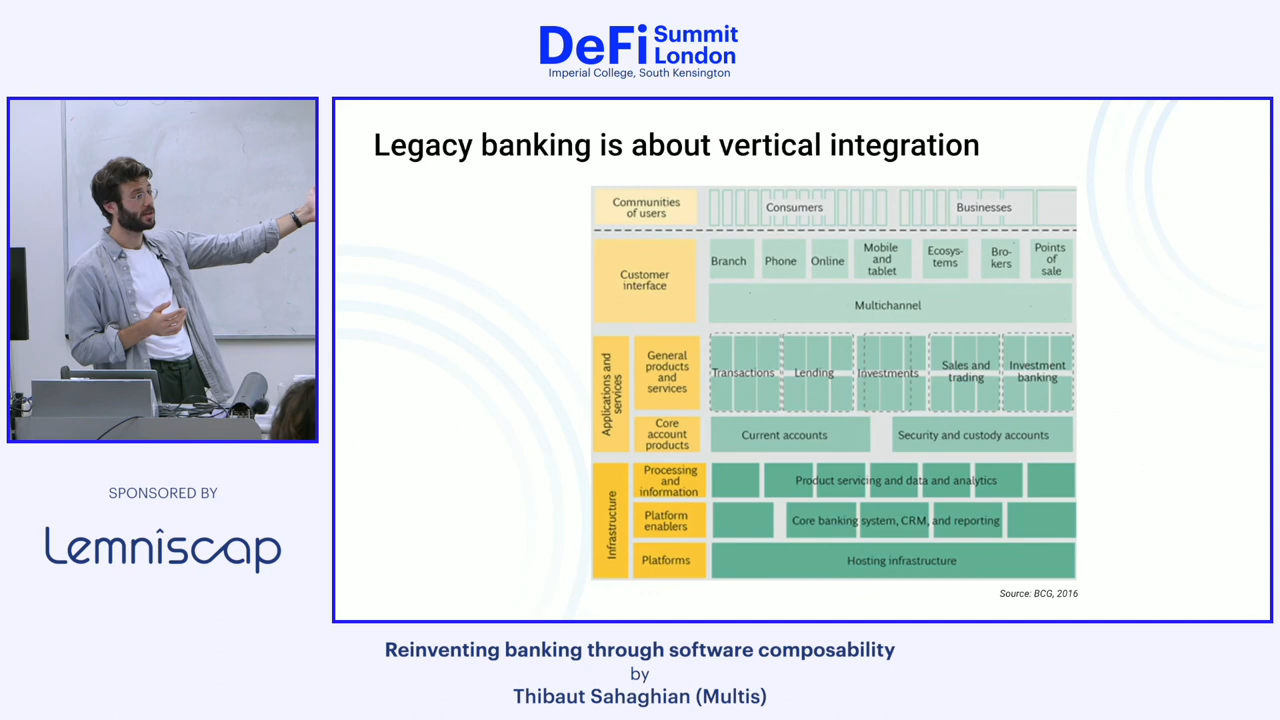 DeFi Summit
London
Imperial College, South Kensington
Legacy banking is about vertical integration
Communities
of users
Consumers
Businesses
Customer
interface
Branch
Phone
Online
Mobile
and
tablet
Ecosys-
tems
Bro-
kers
Points
of
sale
Multichannel
Applications and
services
General
products
and
services
Transactions
Lending
Investments
Sales and
trading
Investment
banking
Core
account
products
Current accounts
Security and custody accounts
Infrastructure
Processing
and
information
Product servicing and data and analytics
Platform
enablers
Core banking system, CRM, and reporting
Platforms
Hosting infrastructure
Source: BCG, 2016
SPONSORED BY
Lemniscap
Reinventing banking through software composability
by
Thibaut Sahaghian (Multis)